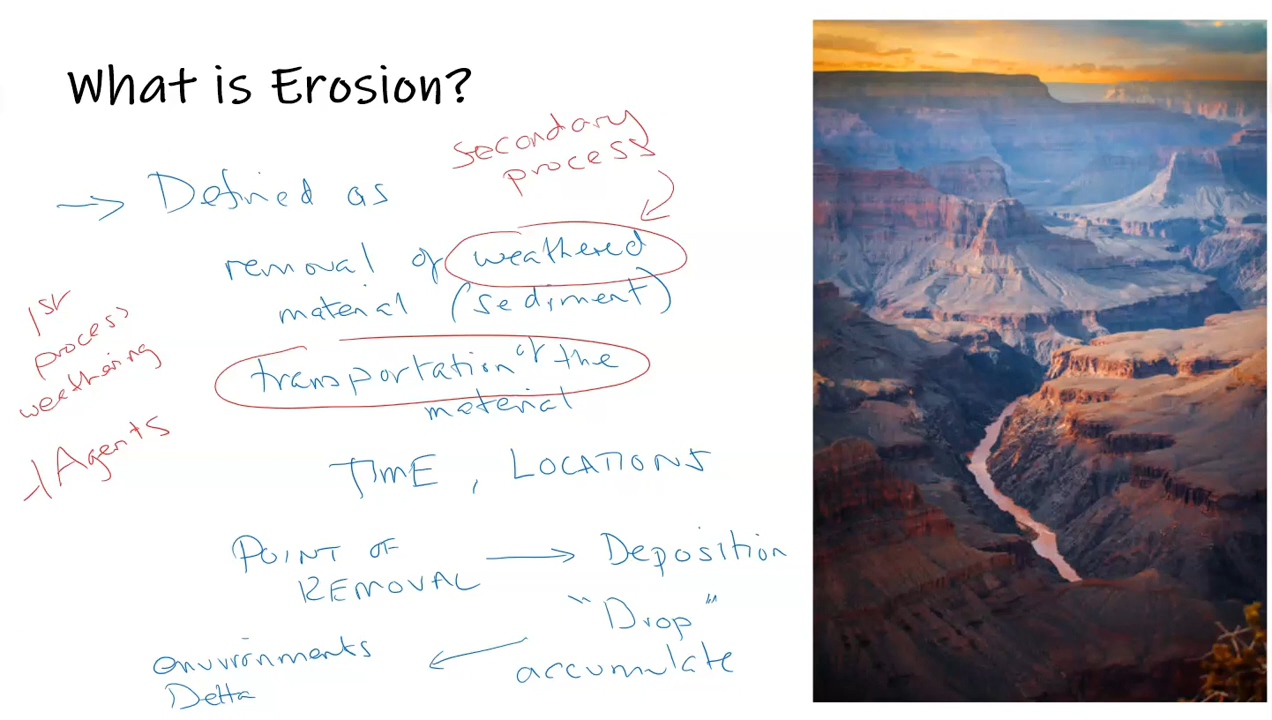 What is Erosion?
secondary
process
→ Defined as
removal of weathered
material (sediment)
1st
process
weathering
transportation of the
material
Agents
TIME, LOCATIONS
POINT OF
REMOVAL → Deposition
"Drop"
accumulate
environments
Delta